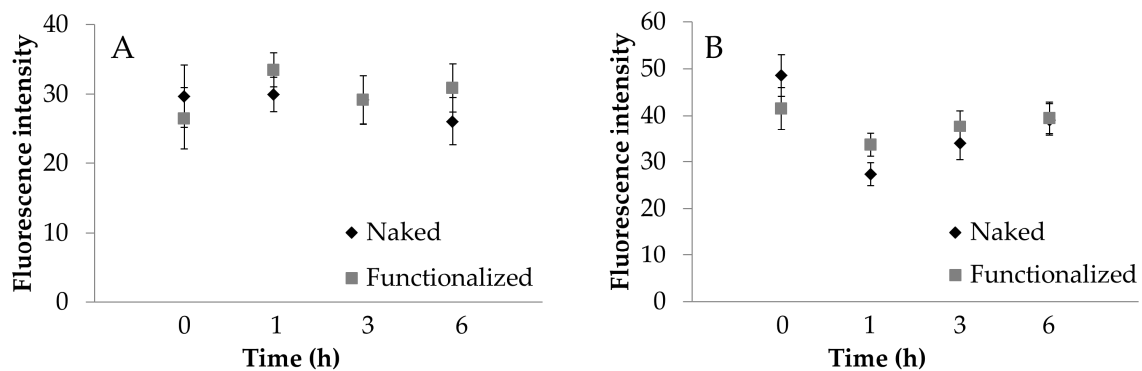 A
Fluorescence intensity
40
30
20
10
0
Naked
Functionalized
0 1 3 6
Time (h)
B
Fluorescence intensity
60
50
40
30
20
10
0
Naked
Functionalized
0 1 3 6
Time (h)